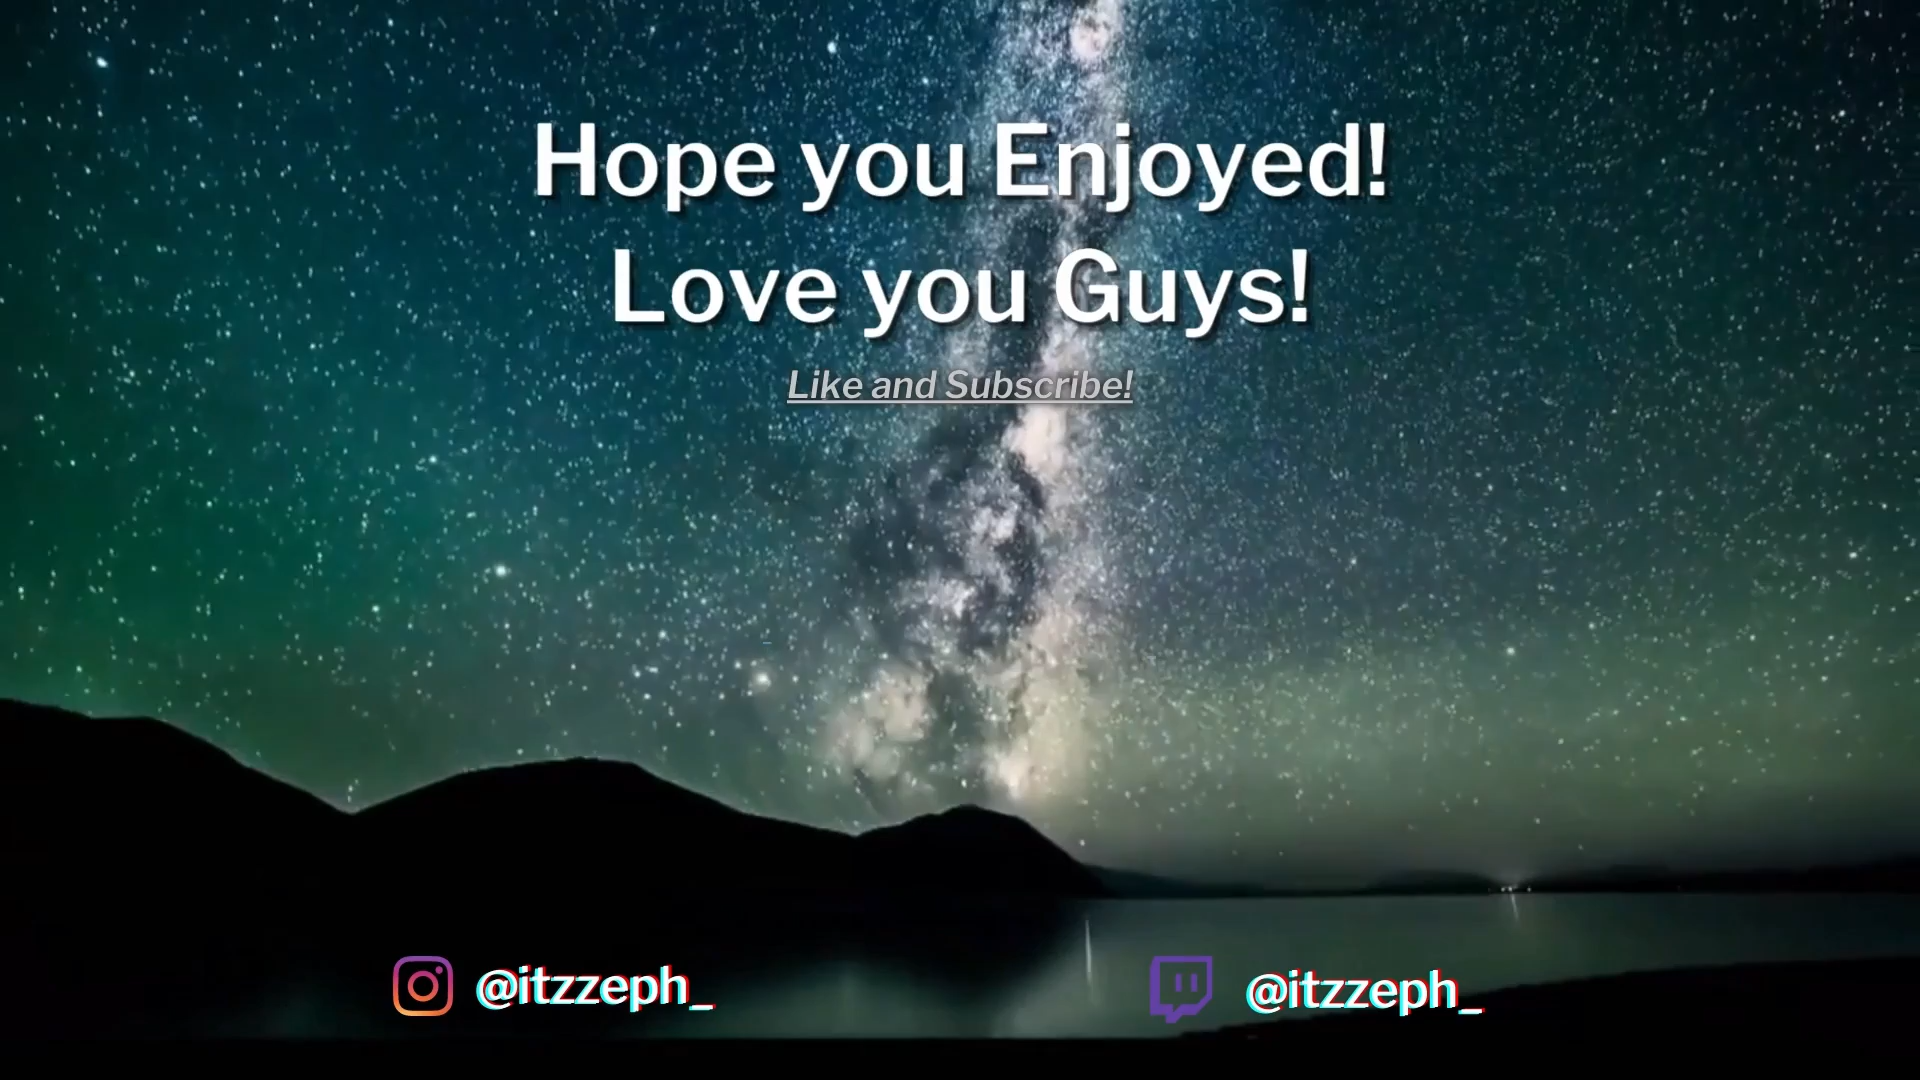 Hope you Enjoyed!
Love you Guys!
Like and Subscribe!
@itzzeph_
@itzzeph_